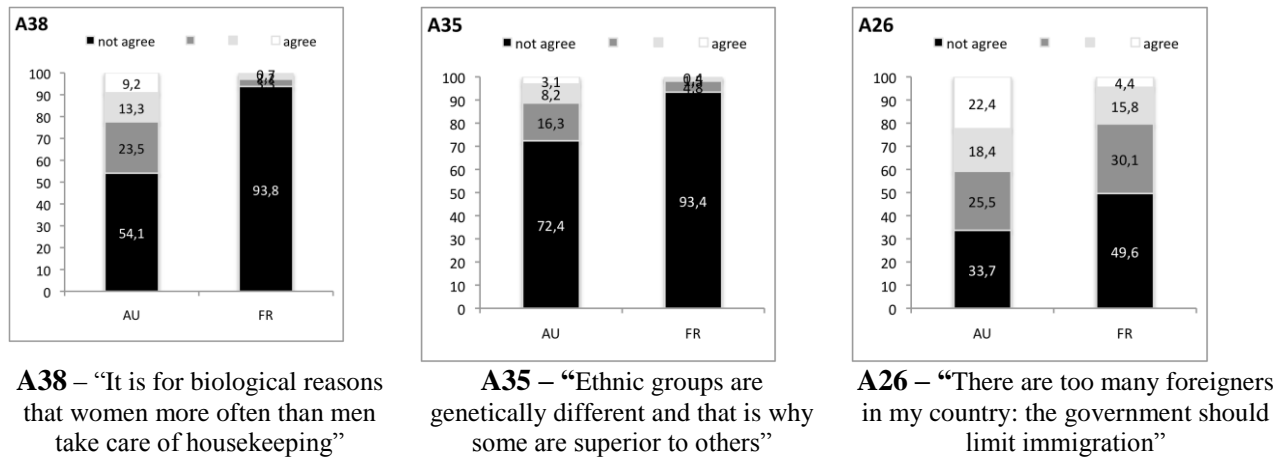 A38
not agree
agree
100
90
80
70
60
50
40
30
20
10
0
9,2
13,3
23,5
54,1
0,7
93,8
AU
FR
A35
not agree
agree
100
90
80
70
60
50
40
30
20
10
0
3,1
8,2
16,3
72,4
0,4
4,8
93,4
AU
FR
A26
not agree
agree
100
90
80
70
60
50
40
30
20
10
0
22,4
18,4
25,5
33,7
4,4
15,8
30,1
49,6
AU
FR
A38 – “It is for biological reasons
that women more often than men
take care of housekeeping”
A35 – “Ethnic groups are
genetically different and that is why
some are superior to others”
A26 – “There are too many foreigners
in my country: the government should
limit immigration”